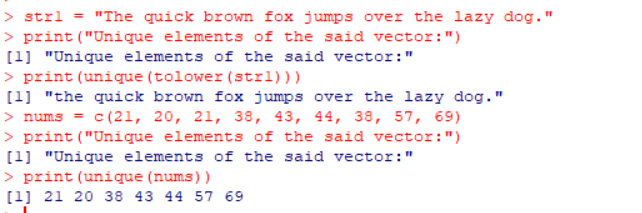 > str1 = "The quick brown fox jumps over the lazy dog."
> print("Unique elements of the said vector:")
[1] "Unique elements of the said vector:"
> print(unique(tolower(str1)))
[1] "the quick brown fox jumps over the lazy dog."
> nums = c(21, 20, 21, 38, 43, 44, 38, 57, 69)
> print("Unique elements of the said vector:")
[1] "Unique elements of the said vector:"
> print(unique(nums))
[1] 21 20 38 43 44 57 69
>